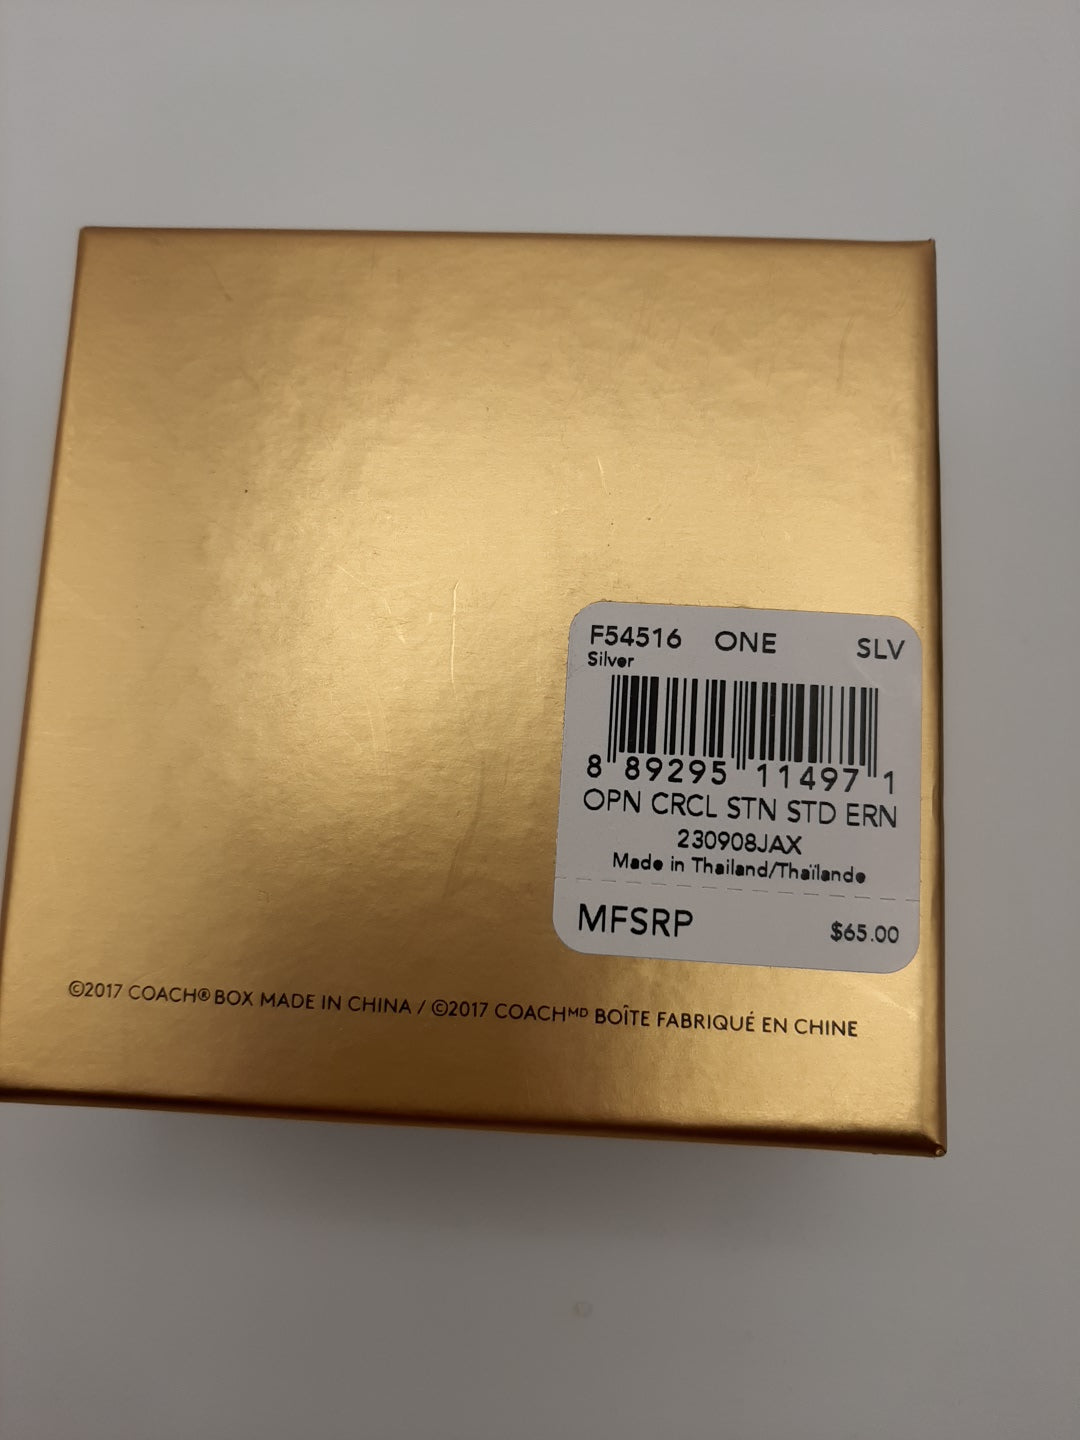 F54516 ONE SLV
Silver
8 89295 11497 1
OPN CRCL STN STD ERN
230908JAX
Made in Thailand/Thaïlande
MFSRP $65.00
©2017 COACH® BOX MADE IN CHINA / ©2017 COACHMD BOÎTE FABRIQUÉ EN CHINE